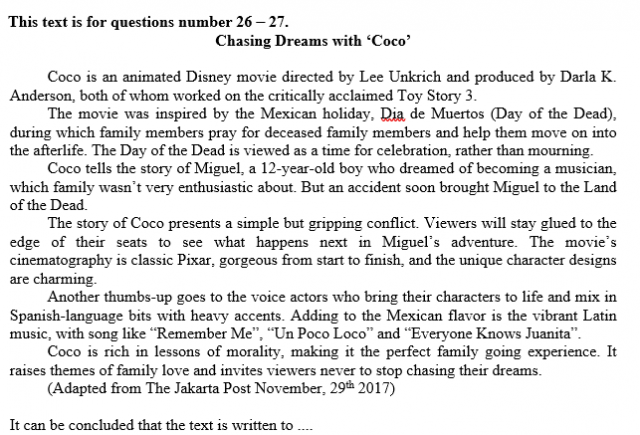 This text is for questions number 26 – 27.
Chasing Dreams with ‘Coco’
Coco is an animated Disney movie directed by Lee Unkrich and produced by Darla K.
Anderson, both of whom worked on the critically acclaimed Toy Story 3.
The movie was inspired by the Mexican holiday, Dia de Muertos (Day of the Dead),
during which family members pray for deceased family members and help them move on into
the afterlife. The Day of the Dead is viewed as a time for celebration, rather than mourning.
Coco tells the story of Miguel, a 12-year-old boy who dreamed of becoming a musician,
which family wasn’t very enthusiastic about. But an accident soon brought Miguel to the Land
of the Dead.
The story of Coco presents a simple but gripping conflict. Viewers will stay glued to the
edge of their seats to see what happens next in Miguel’s adventure. The movie’s
cinematography is classic Pixar, gorgeous from start to finish, and the unique character designs
are charming.
Another thumbs-up goes to the voice actors who bring their characters to life and mix in
Spanish-language bits with heavy accents. Adding to the Mexican flavor is the vibrant Latin
music, with song like “Remember Me”, “Un Poco Loco” and “Everyone Knows Juanita”.
Coco is rich in lessons of morality, making it the perfect family going experience. It
raises themes of family love and invites viewers never to stop chasing their dreams.
(Adapted from The Jakarta Post November, 29th 2017)
It can be concluded that the text is written to ....